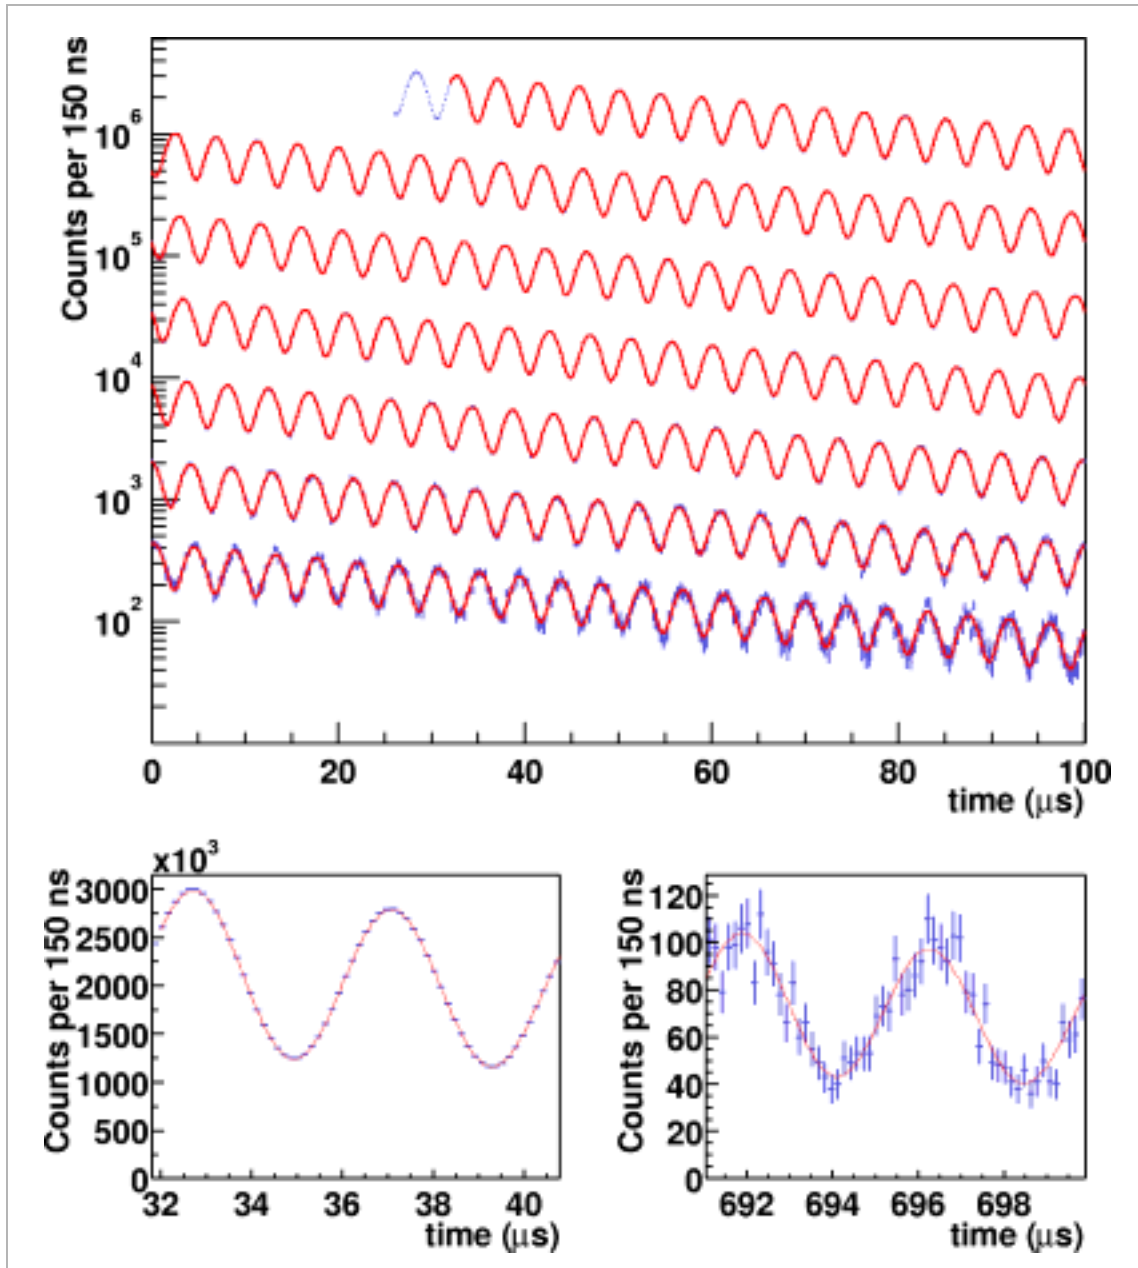 Counts per 150 ns
10^6
10^5
10^4
10^3
10^2
0 20 40 60 80 100
time (μs)
x10^3
Counts per 150 ns
3000
2500
2000
1500
1000
500
0
32 34 36 38 40
time (μs)
Counts per 150 ns
120
100
80
60
40
20
0
692 694 696 698
time (μs)